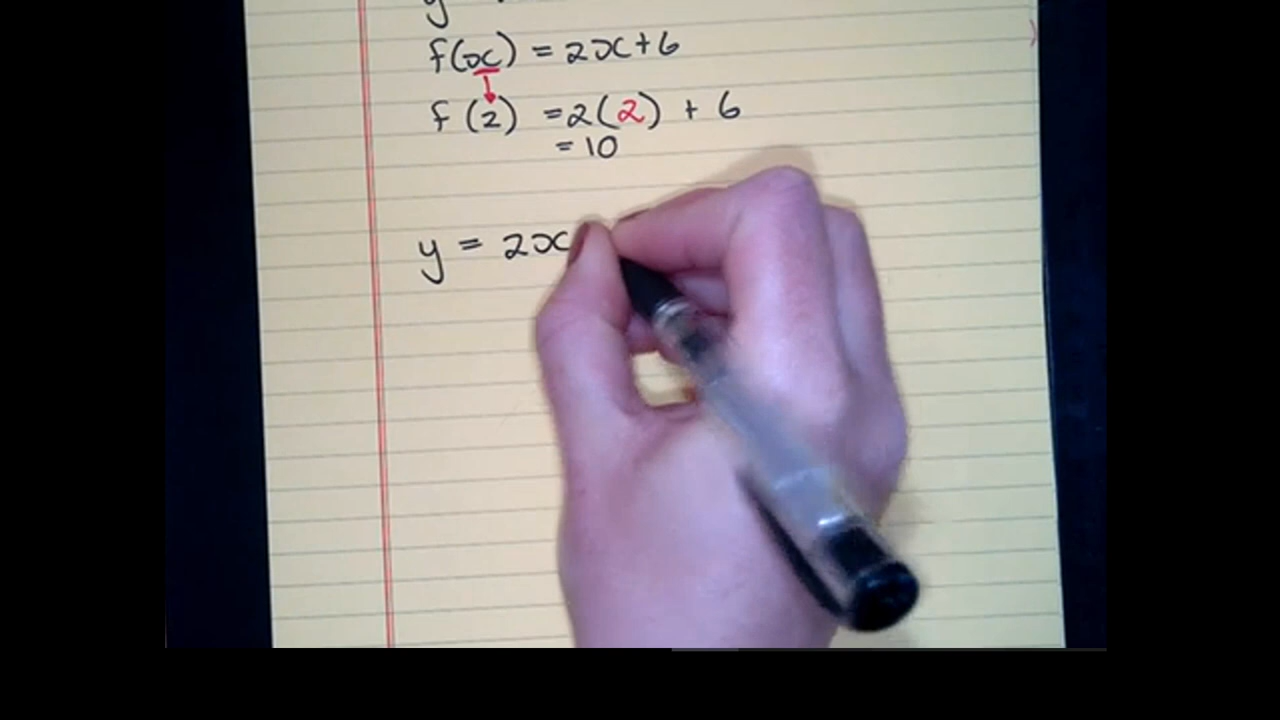 y
f(x) = 2x+6
f (2) =2(2) + 6
= 10
y = 2x